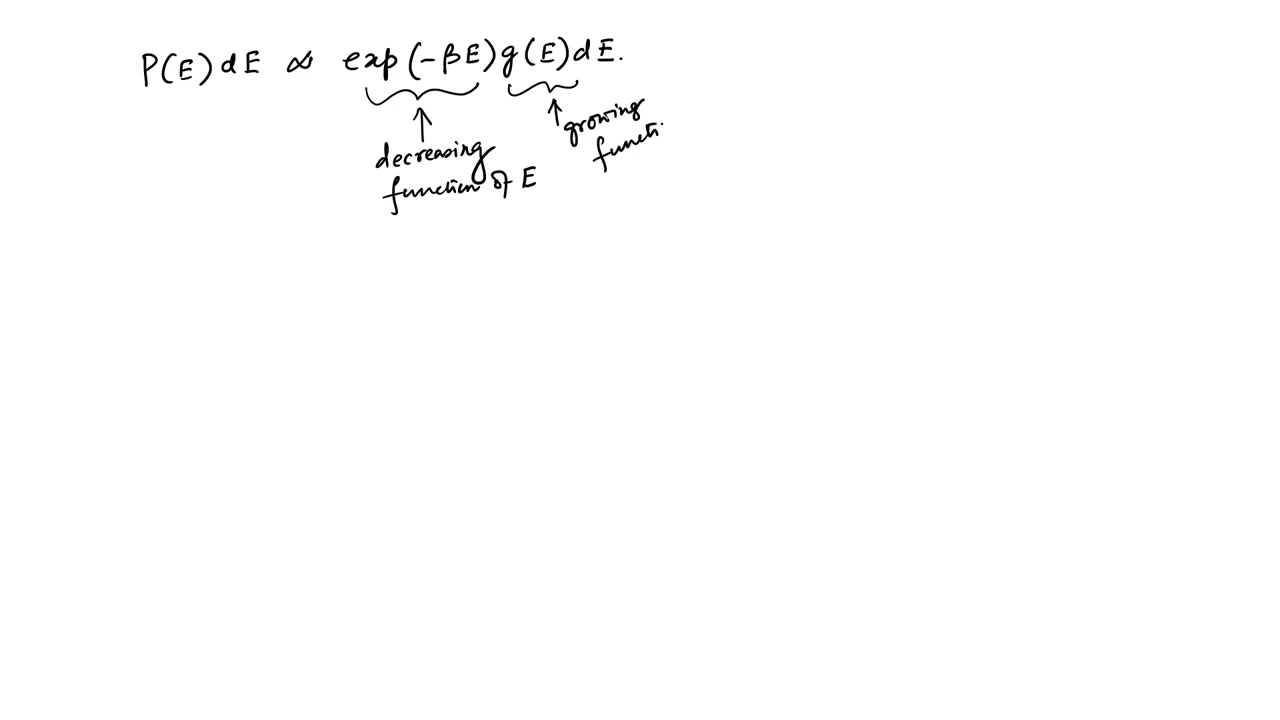 P(E) dE ∝ exp(-βE) g(E) dE.
decreasing
function of E
growing
functi